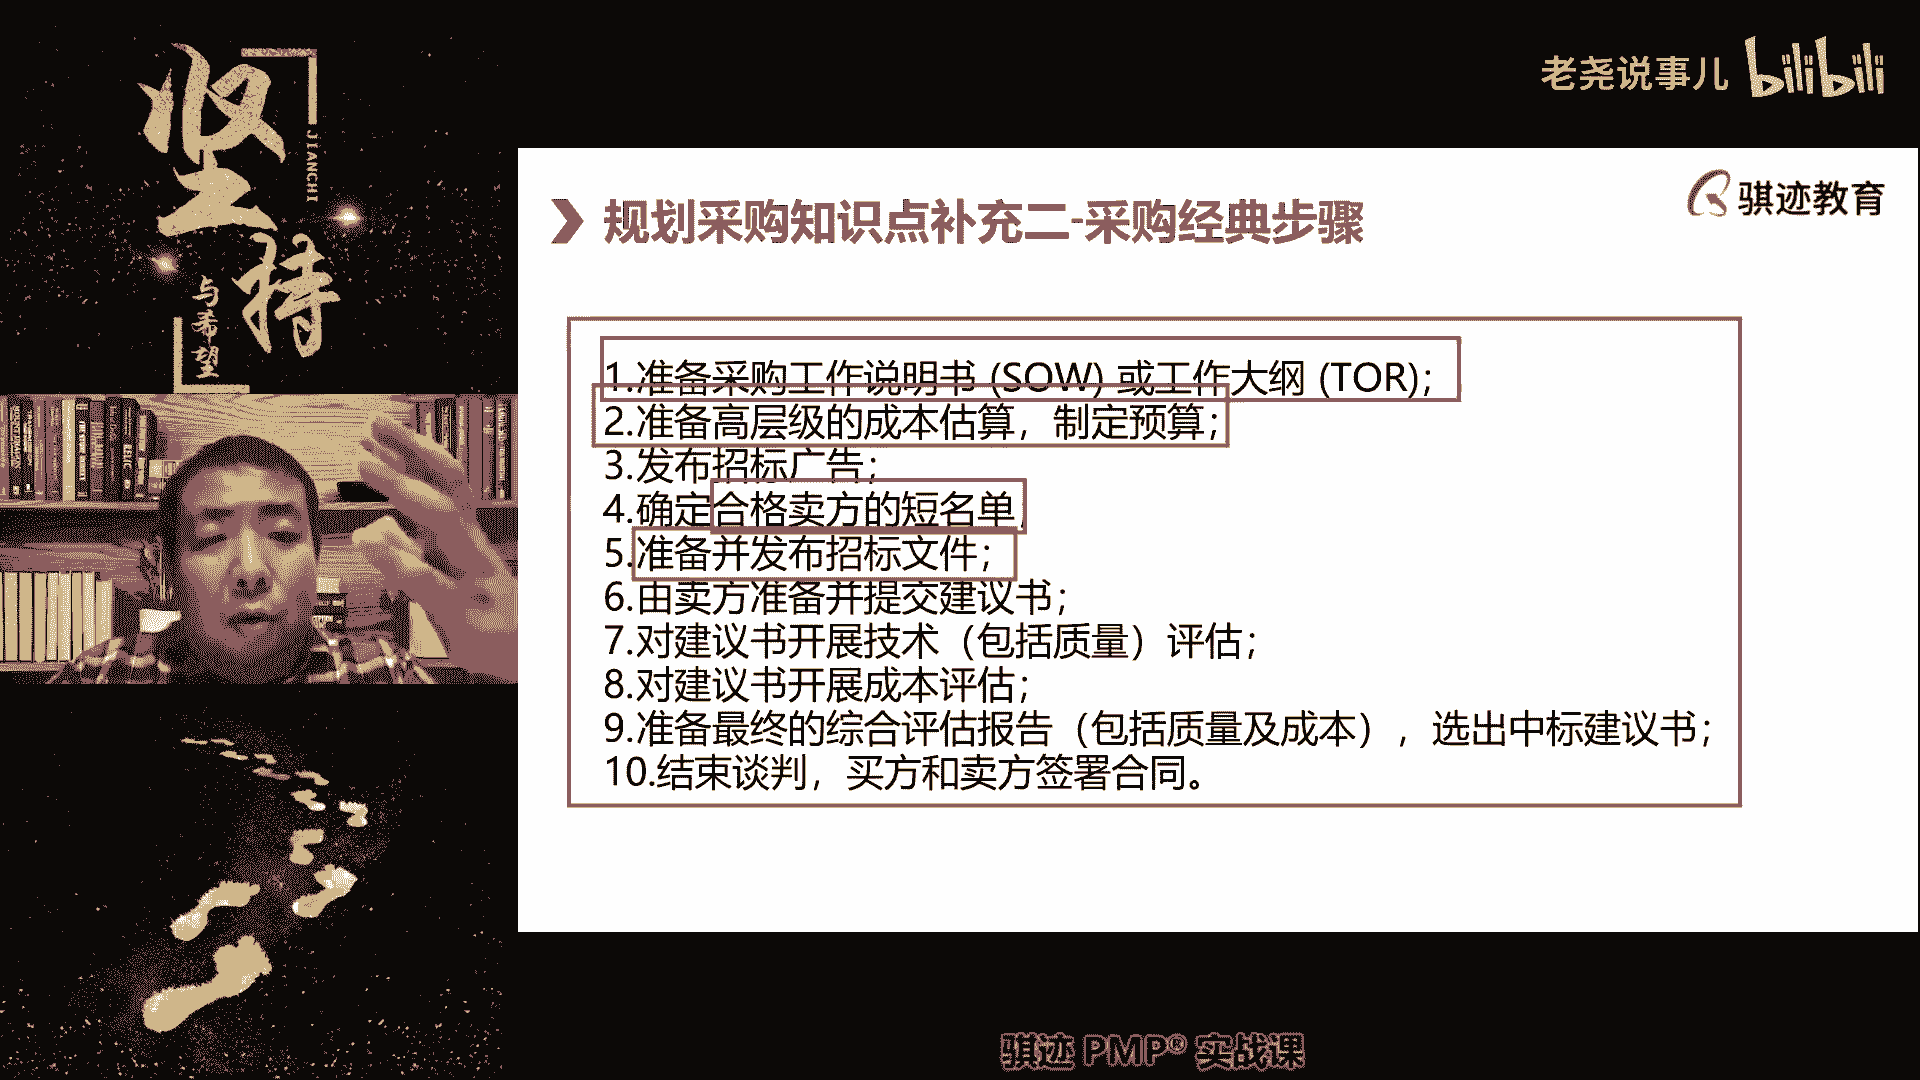 坚持
JIANCHI
与希望
老尧说事儿 bilibili
骐迹教育
规划采购知识点补充二-采购经典步骤
1.准备采购工作说明书 (SOW) 或工作大纲 (TOR)；
2.准备高层级的成本估算，制定预算；
3.发布招标广告；
4.确定合格卖方的短名单
5.准备并发布招标文件；
6.由卖方准备并提交建议书；
7.对建议书开展技术（包括质量）评估；
8.对建议书开展成本评估；
9.准备最终的综合评估报告（包括质量及成本），选出中标建议书；
10.结束谈判，买方和卖方签署合同。
骐迹 PMP® 实战课